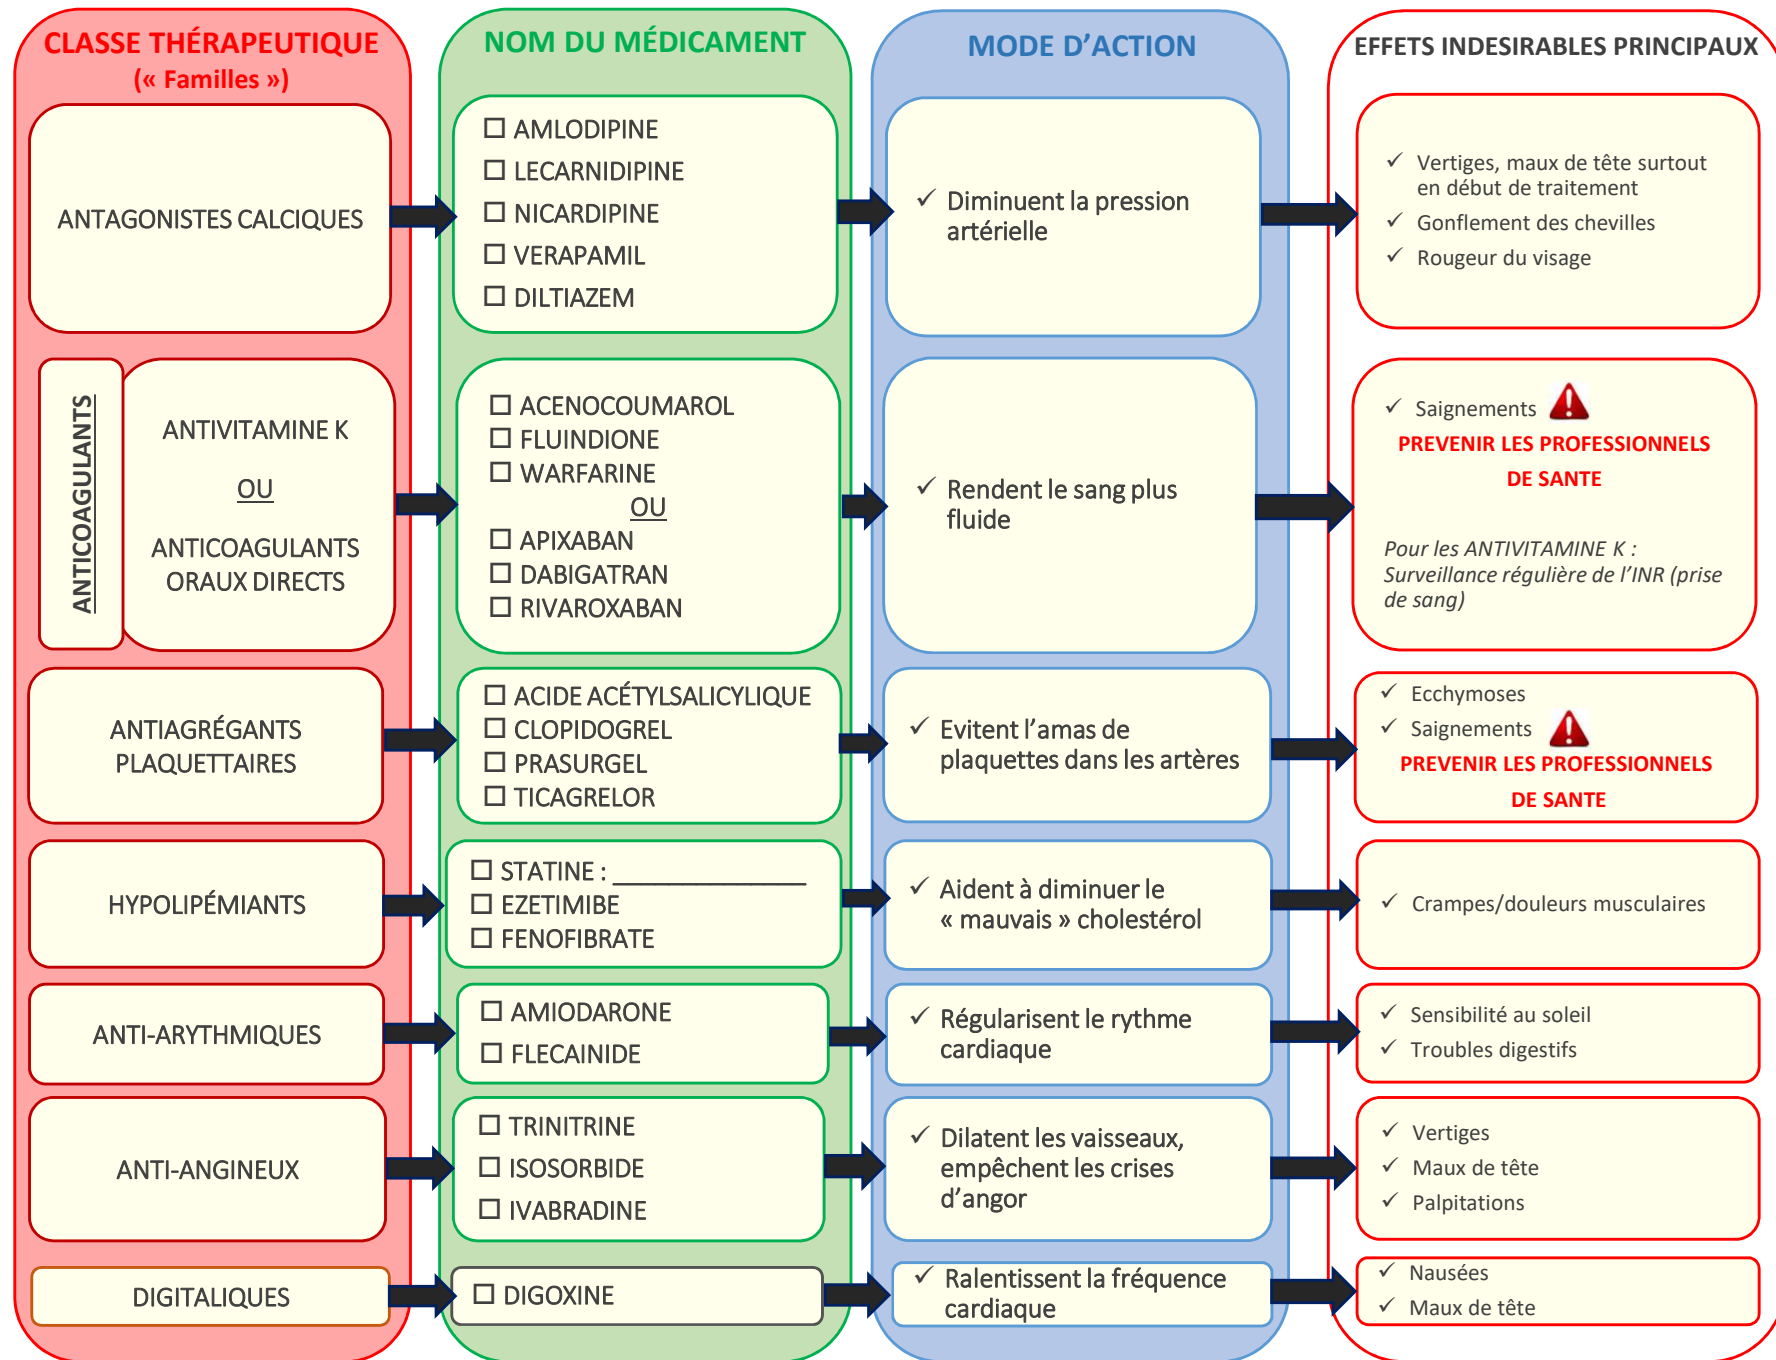 CLASSE THÉRAPEUTIQUE
(« Familles »)
NOM DU MÉDICAMENT
MODE D'ACTION
EFFETS INDESIRABLES PRINCIPAUX
ANTAGONISTES CALCIQUES
☐ AMLODIPINE
☐ LECARNIDIPINE
☐ NICARDIPINE
☐ VERAPAMIL
☐ DILTIAZEM
✓ Diminuent la pression
artérielle
✓ Vertiges, maux de tête surtout
en début de traitement
✓ Gonflement des chevilles
✓ Rougeur du visage
ANTICOAGULANTS
ANTIVITAMINE K
OU
ANTICOAGULANTS
ORAUX DIRECTS
☐ ACENOCOUMAROL
☐ FLUINDIONE
☐ WARFARINE
OU
☐ APIXABAN
☐ DABIGATRAN
☐ RIVAROXABAN
✓ Rendent le sang plus
fluide
✓ Saignements
PREVENIR LES PROFESSIONNELS
DE SANTE
Pour les ANTIVITAMINE K :
Surveillance régulière de l'INR (prise
de sang)
ANTIAGRÉGANTS
PLAQUETTAIRES
☐ ACIDE ACÉTYLSALICYLIQUE
☐ CLOPIDOGREL
☐ PRASURGEL
☐ TICAGRELOR
✓ Evitent l'amas de
plaquettes dans les artères
✓ Ecchymoses
✓ Saignements
PREVENIR LES PROFESSIONNELS
DE SANTE
HYPOLIPÉMIANTS
☐ STATINE : ______________
☐ EZETIMIBE
☐ FENOFIBRATE
✓ Aident à diminuer le
« mauvais » cholestérol
✓ Crampes/douleurs musculaires
ANTI-ARYTHMIQUES
☐ AMIODARONE
☐ FLECAINIDE
✓ Régularisent le rythme
cardiaque
✓ Sensibilité au soleil
✓ Troubles digestifs
ANTI-ANGINEUX
☐ TRINITRINE
☐ ISOSORBIDE
☐ IVABRADINE
✓ Dilatent les vaisseaux,
empêchent les crises
d'angor
✓ Vertiges
✓ Maux de tête
✓ Palpitations
DIGITALIQUES
☐ DIGOXINE
✓ Ralentissent la fréquence
cardiaque
✓ Nausées
✓ Maux de tête